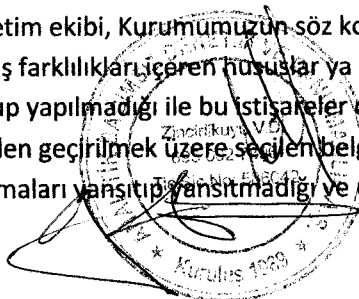 etim ekibi, Kurumumuzun söz ko
ş farklılıkları içeren hususlar ya
up yapılmadığı ile bu istişareler
den geçirilmek üzere seçilen belg
maları yansıtıp yansıtmadığı ve
Zincirlikuyu V.D.
Kuruluş 1989